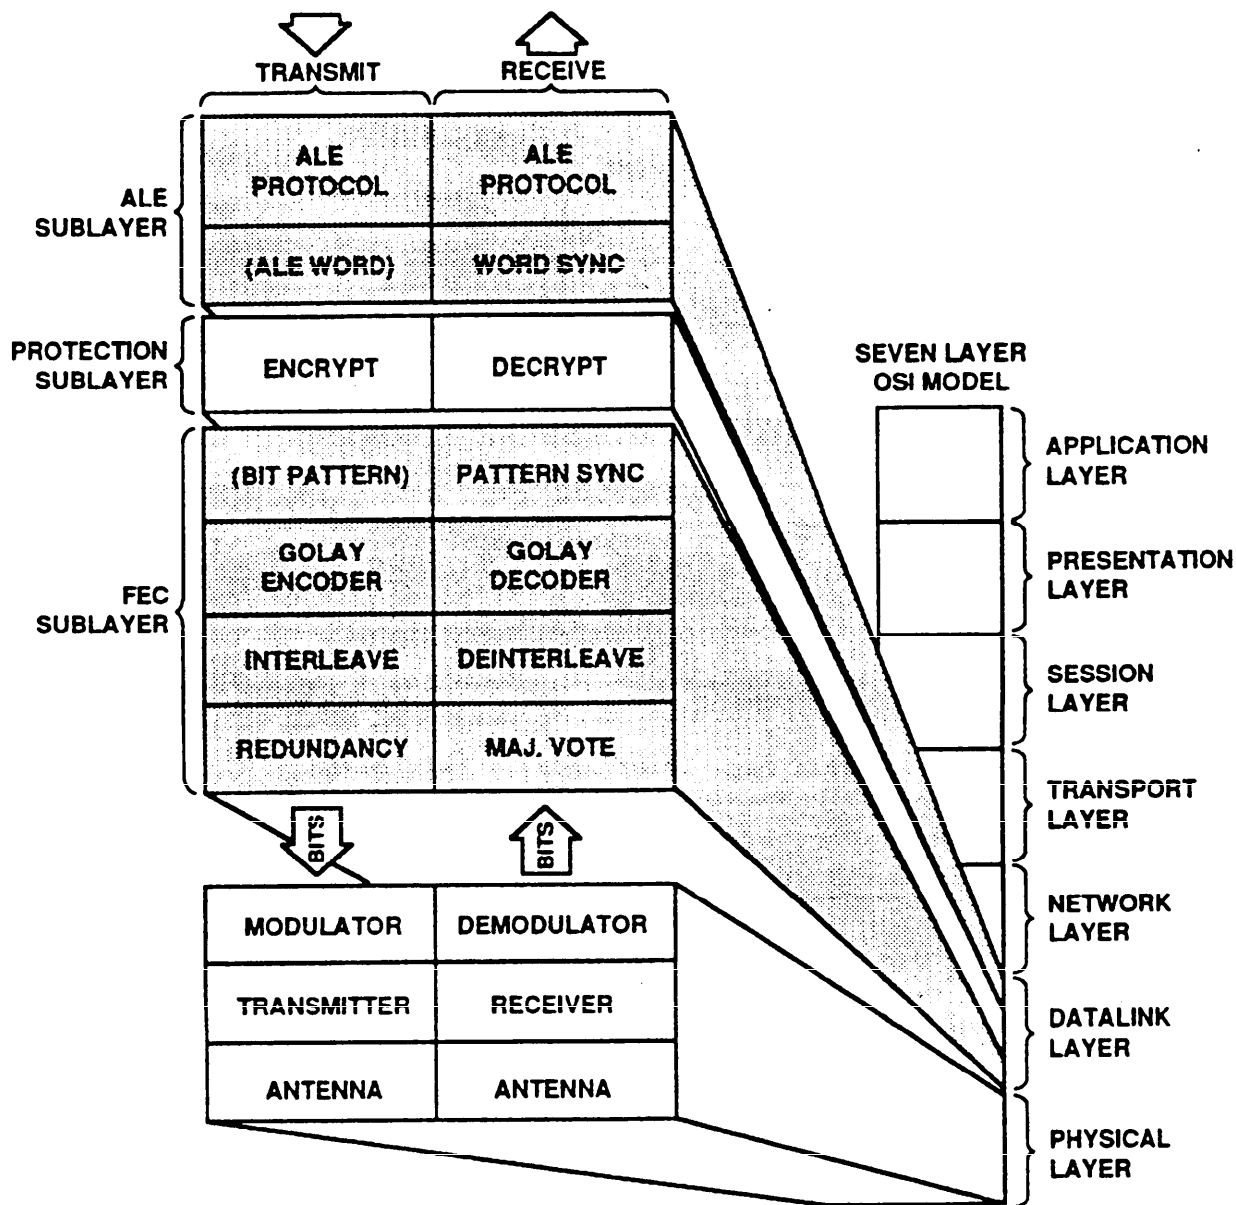 TRANSMIT
RECEIVE
ALE
SUBLAYER
ALE
PROTOCOL
ALE
PROTOCOL
(ALE WORD)
WORD SYNC
PROTECTION
SUBLAYER
ENCRYPT
DECRYPT
FEC
SUBLAYER
(BIT PATTERN)
PATTERN SYNC
GOLAY
ENCODER
GOLAY
DECODER
INTERLEAVE
DEINTERLEAVE
REDUNDANCY
MAJ. VOTE
BITS
BITS
MODULATOR
DEMODULATOR
TRANSMITTER
RECEIVER
ANTENNA
ANTENNA
SEVEN LAYER
OSI MODEL
APPLICATION
LAYER
PRESENTATION
LAYER
SESSION
LAYER
TRANSPORT
LAYER
NETWORK
LAYER
DATALINK
LAYER
PHYSICAL
LAYER